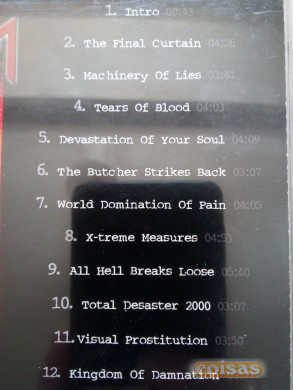 1. Intro 00:43
2. The Final Curtain 04:26
3. Machinery Of Lies 03:41
4. Tears Of Blood 04:03
5. Devastation Of Your Soul 04:09
6. The Butcher Strikes Back 03:07
7. World Domination Of Pain 04:05
8. X-treme Measures 04:53
9. All Hell Breaks Loose 05:40
10. Total Desaster 2000 03:07
11. Visual Prostitution 03:50
12. Kingdom Of Damnation
coisas